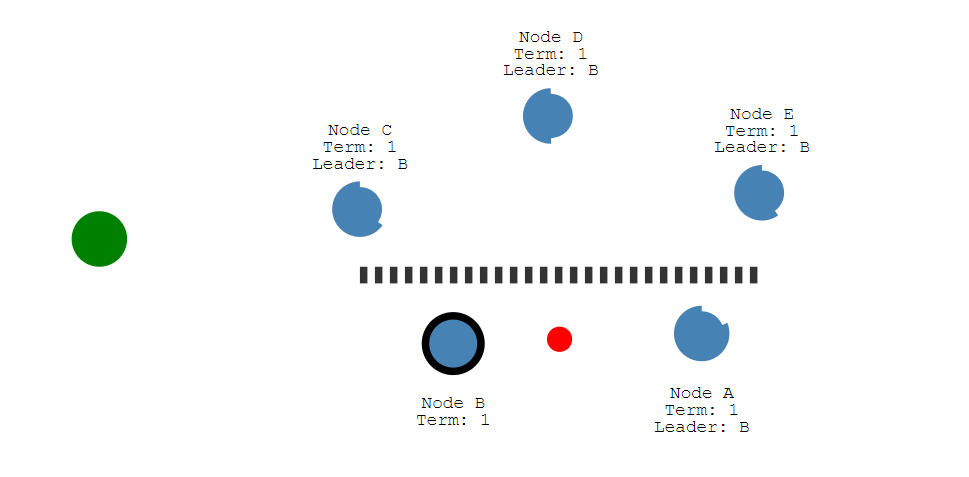 Node D
Term: 1
Leader: B
Node E
Term: 1
Leader: B
Node C
Term: 1
Leader: B
Node A
Term: 1
Leader: B
Node B
Term: 1